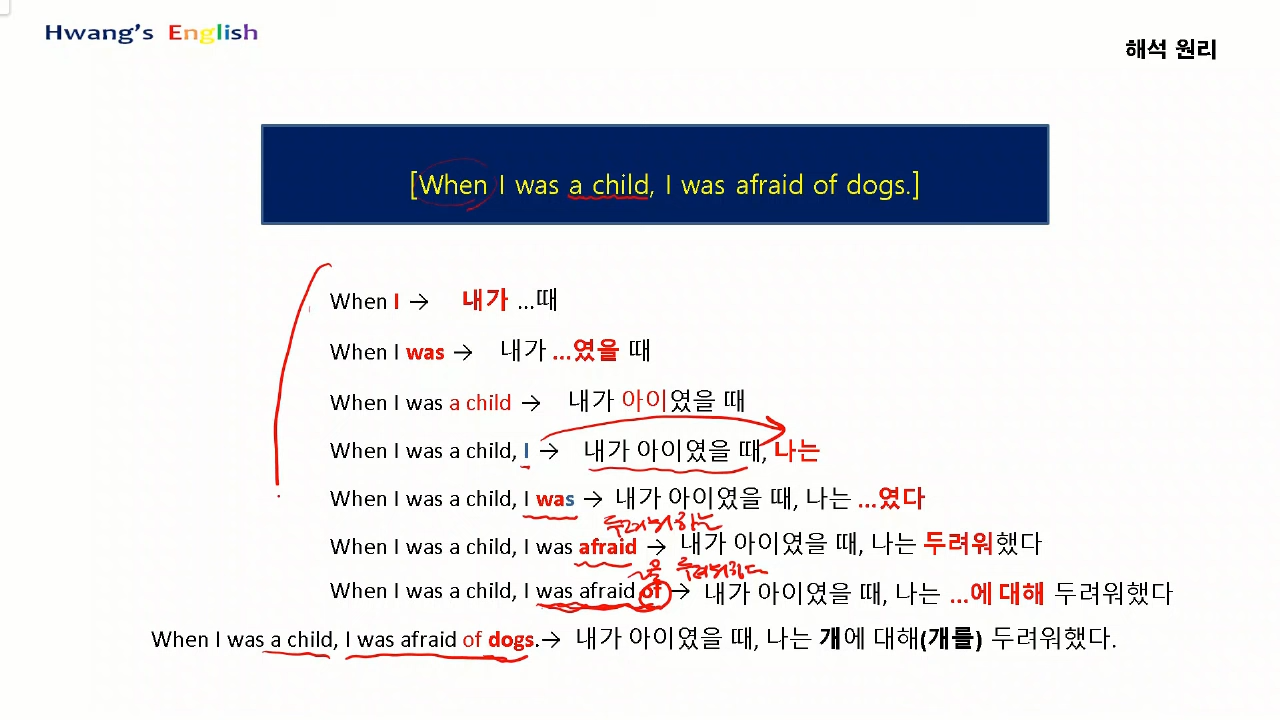 Hwang's English
해석 원리
[When I was a child, I was afraid of dogs.]
When I → 내가 ...때
When I was → 내가 ...였을 때
When I was a child → 내가 아이였을 때
When I was a child, I → 내가 아이였을 때, 나는
When I was a child, I was → 내가 아이였을 때, 나는 ...였다
두려워하는
When I was a child, I was afraid → 내가 아이였을 때, 나는 두려워했다
~을 두려워하다
When I was a child, I was afraid of → 내가 아이였을 때, 나는 ...에 대해 두려워했다
When I was a child, I was afraid of dogs.→ 내가 아이였을 때, 나는 개에 대해(개를) 두려워했다.